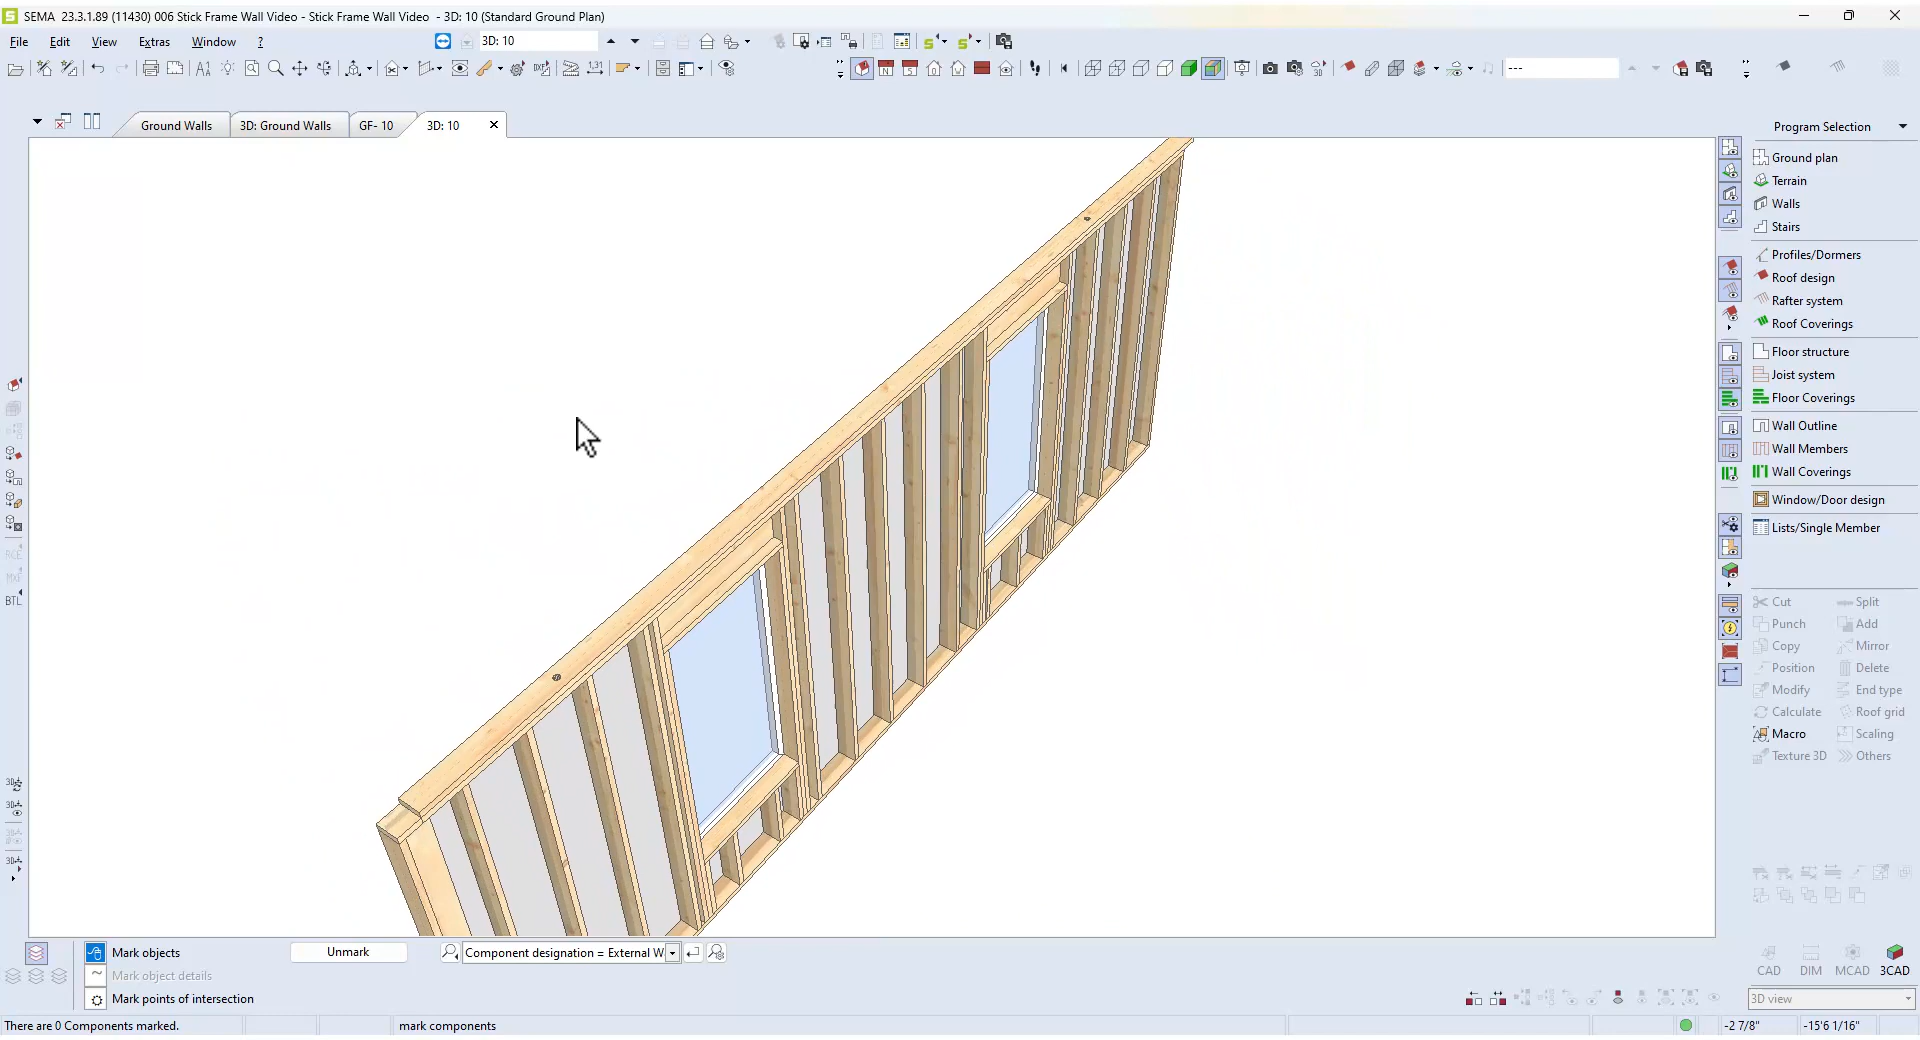 SEMA 23.3.1.89 (11430) 006 Stick Frame Wall Video - Stick Frame Wall Video - 3D: 10 (Standard Ground Plan)
File Edit View Extras Window ?
3D: 10
---
Ground Walls
3D: Ground Walls
GF- 10
3D: 10
Program Selection
Ground plan
Terrain
Walls
Stairs
Profiles/Dormers
Roof design
Rafter system
Roof Coverings
Floor structure
Joist system
Floor Coverings
Wall Outline
Wall Members
Wall Coverings
Window/Door design
Lists/Single Member
Cut Split
Punch Add
Copy Mirror
Position Delete
Modify End type
Calculate Roof grid
Macro Scaling
Texture 3D Others
BTL
Mark objects
Unmark
Component designation = External W
Mark object details
Mark points of intersection
CAD DIM MCAD 3CAD
3D view
There are 0 Components marked.
mark components
-2 7/8"
-15'6 1/16"